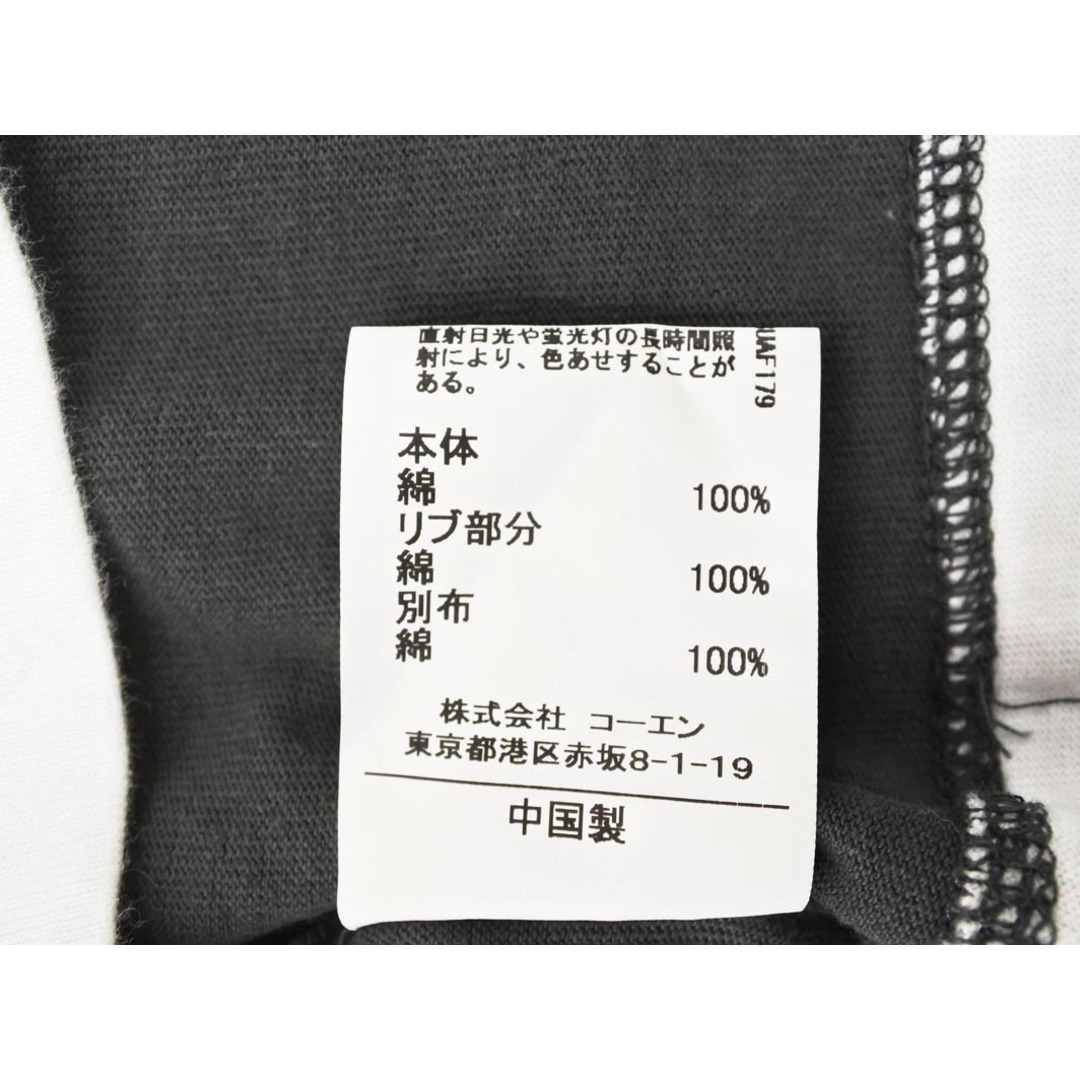 直射日光や蛍光灯の長時間照
射により、色あせすることが
ある。
UAF179
本体
綿 100%
リブ部分
綿 100%
別布
綿 100%
株式会社 コーエン
東京都港区赤坂8-1-19
中国製